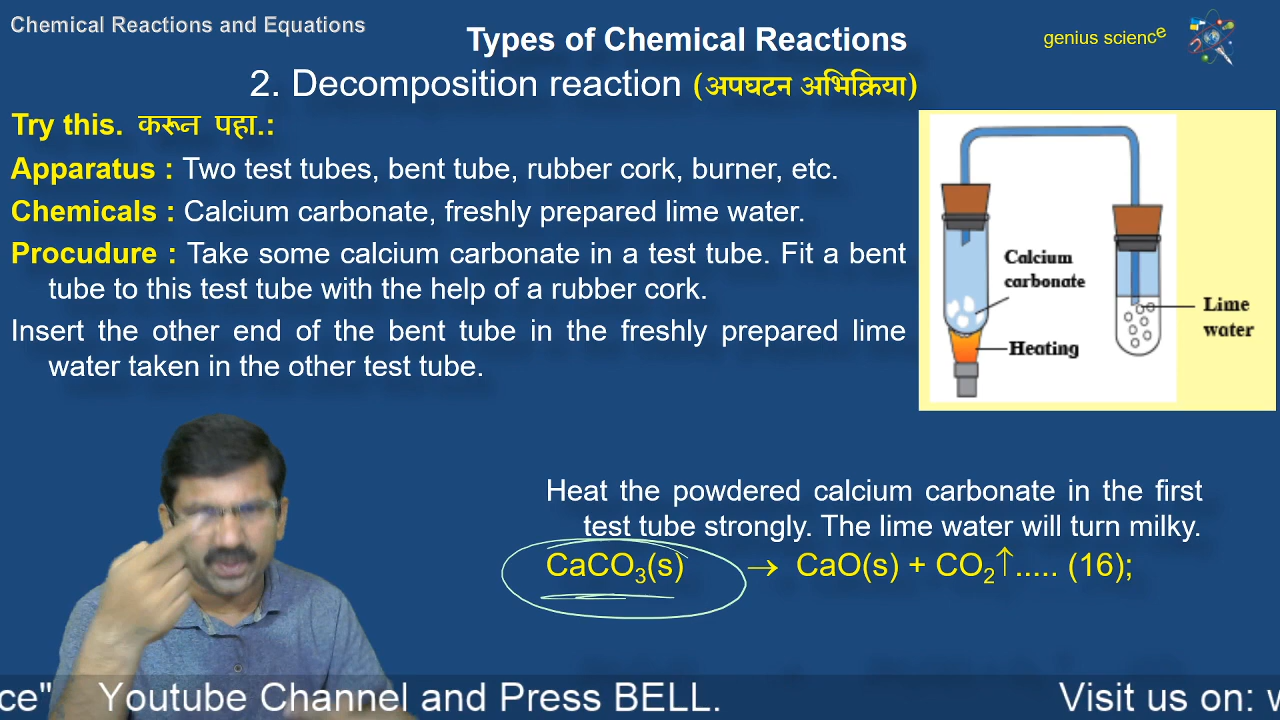 Chemical Reactions and Equations
Types of Chemical Reactions
genius science
2. Decomposition reaction (अपघटन अभिक्रिया)
Try this. करून पहा.:
Apparatus : Two test tubes, bent tube, rubber cork, burner, etc.
Chemicals : Calcium carbonate, freshly prepared lime water.
Procudure : Take some calcium carbonate in a test tube. Fit a bent
tube to this test tube with the help of a rubber cork.
Insert the other end of the bent tube in the freshly prepared lime
water taken in the other test tube.
Calcium
carbonate
Heating
Lime
water
Heat the powdered calcium carbonate in the first
test tube strongly. The lime water will turn milky.
CaCO₃(s) → CaO(s) + CO₂↑..... (16);
ce" Youtube Channel and Press BELL. Visit us on: